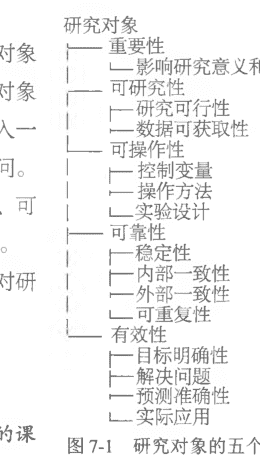 对象
对象
入一
问。
、可
。
对研
的课
研究对象
├── 重要性
│   └─影响研究意义和
├── 可研究性
│   ├─研究可行性
│   └─数据可获取性
└── 可操作性
│   ├─控制变量
│   ├─操作方法
│   └─实验设计
├── 可靠性
│   ├─稳定性
│   ├─内部一致性
│   ├─外部一致性
│   └─可重复性
└── 有效性
├─目标明确性
├─解决问题
├─预测准确性
└─实际应用
图 7-1 研究对象的五个